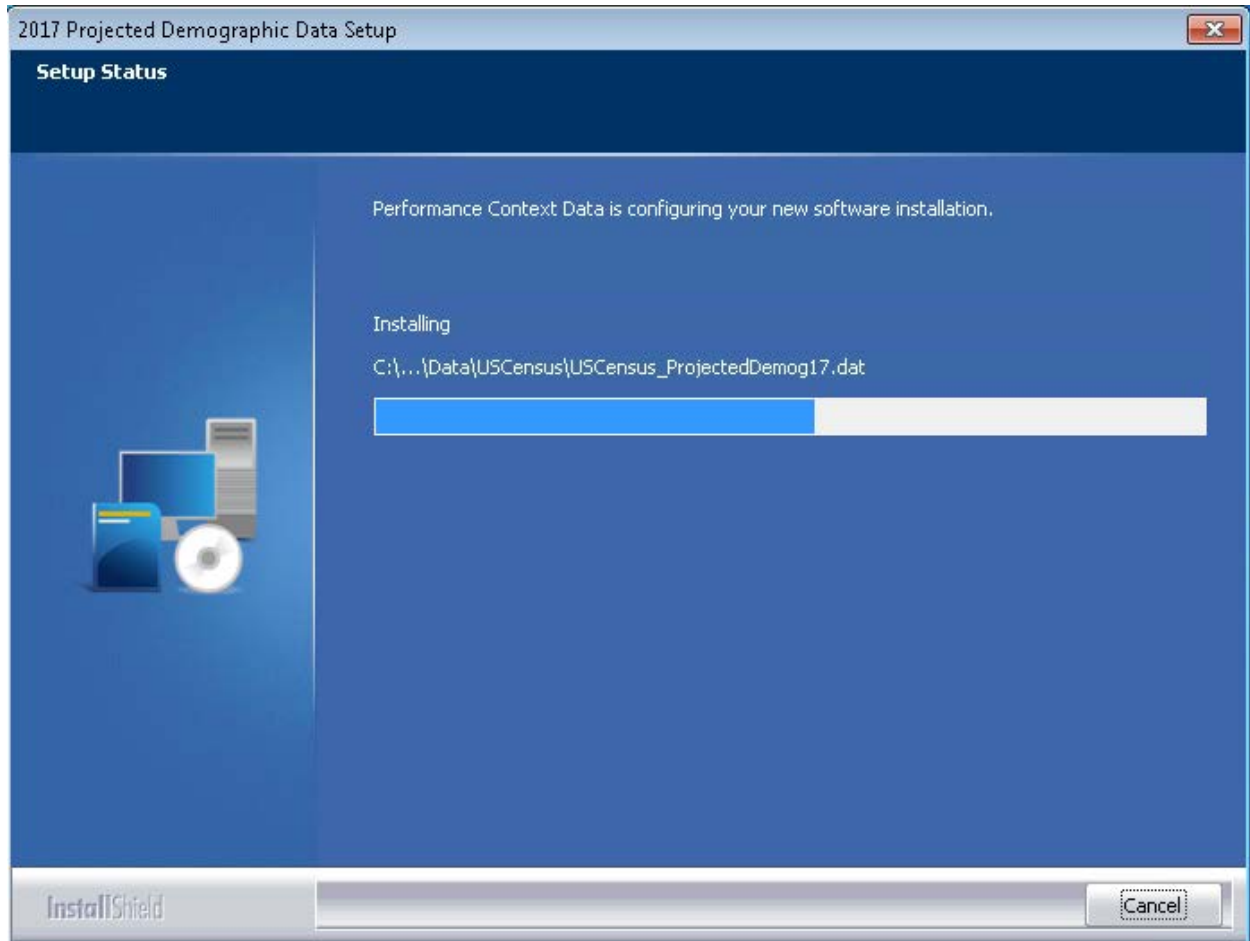 2017 Projected Demographic Data Setup
Setup Status
Performance Context Data is configuring your new software installation.
Installing
C:\...\Data\USCensus\USCensus_ProjectedDemog17.dat
InstallShield
Cancel